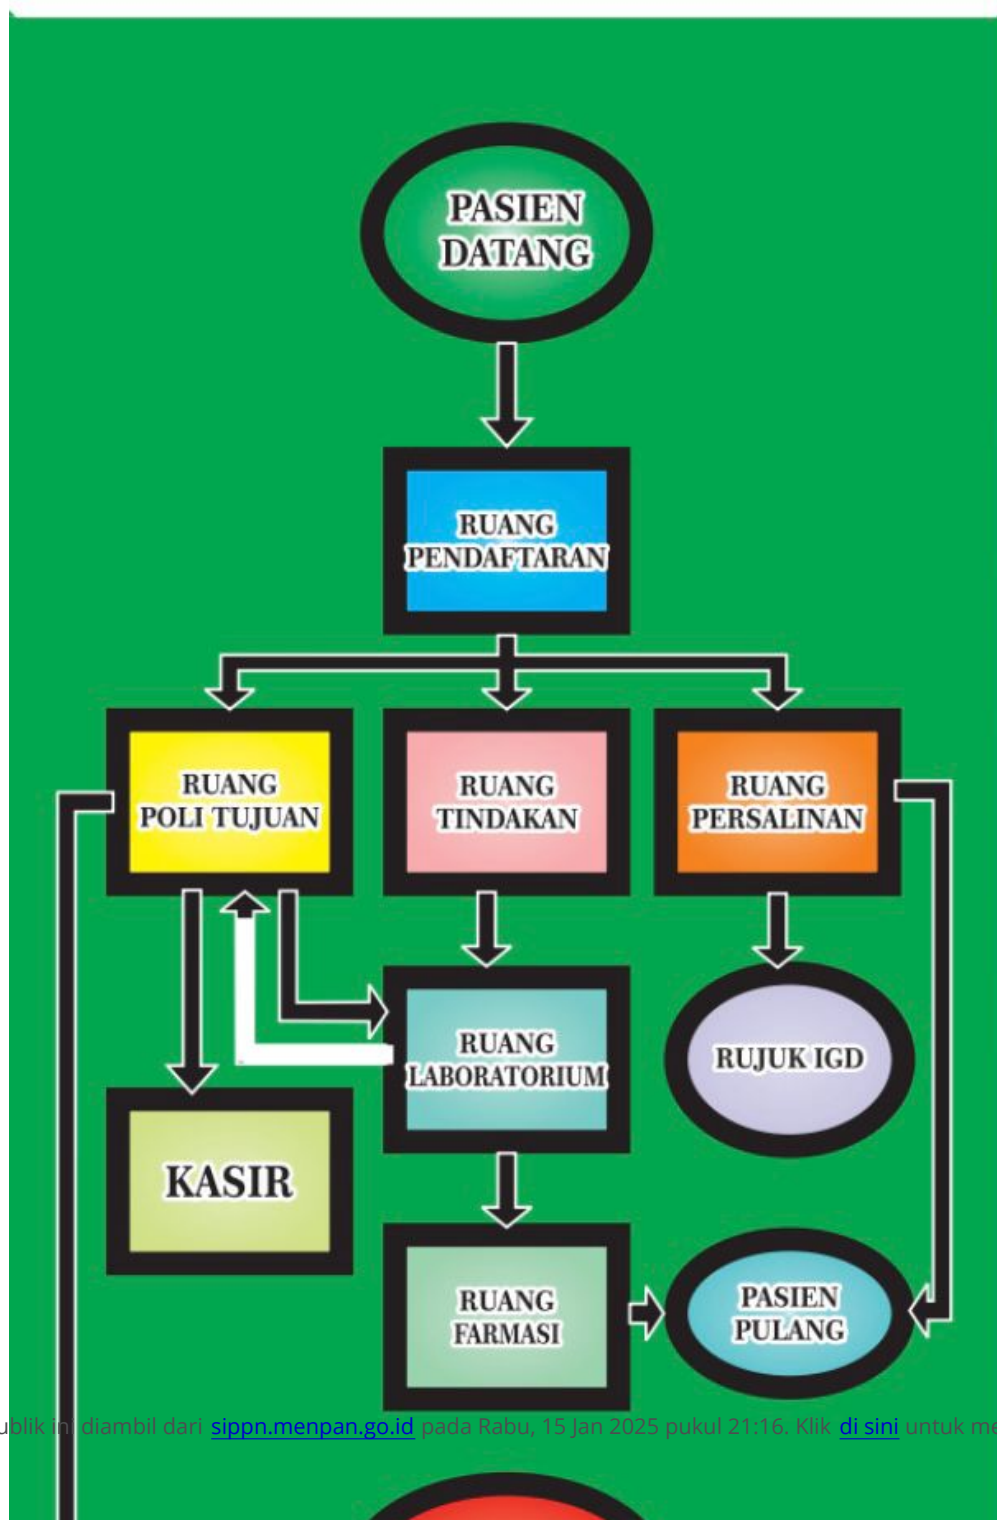 PASIEN
DATANG
RUANG
PENDAFTARAN
RUANG
POLI TUJUAN
RUANG
TINDAKAN
RUANG
PERSALINAN
RUANG
LABORATORIUM
RUJUK IGD
KASIR
RUANG
FARMASI
PASIEN
PULANG
diambil dari sippn.menpan.go.id pada Rabu, 15 Jan 2025 pukul 21:16. Klik di sini untuk